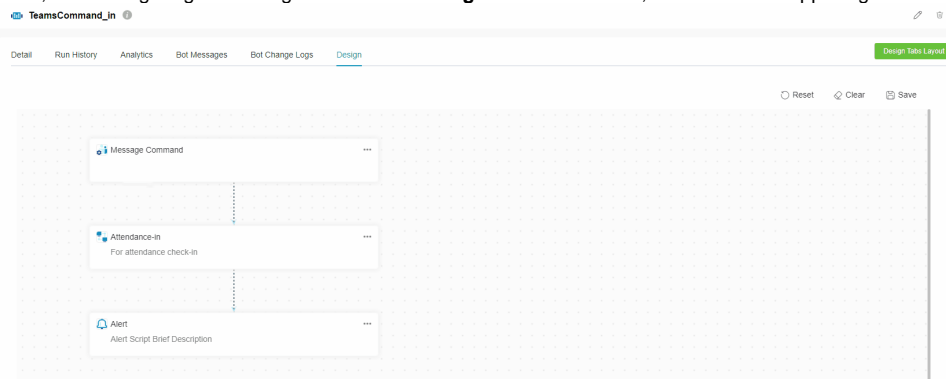 TeamsCommand_in
Design Tabs Layout
Detail Run History Analytics Bot Messages Bot Change Logs Design
Reset Clear Save
Message Command
Attendance-in
For attendance check-in
Alert
Alert Script Brief Description